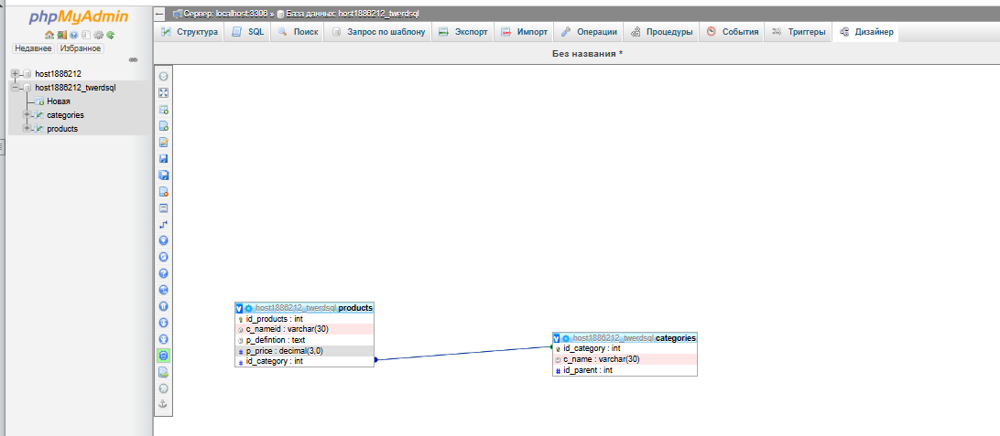 phpMyAdmin
Недавнее Избранное
host1886212
host1886212_twerdsql
Новая
categories
products
Сервер: localhost:3306 » База данных: host1886212_twerdsql
Структура SQL Поиск Запрос по шаблону Экспорт Импорт Операции Процедуры События Триггеры Дизайнер
Без названия *
host1886212_twerdsql products
id_products : int
c_nameid : varchar(30)
p_defintion : text
p_price : decimal(3,0)
id_category : int
host1886212_twerdsql categories
id_category : int
c_name : varchar(30)
id_parent : int